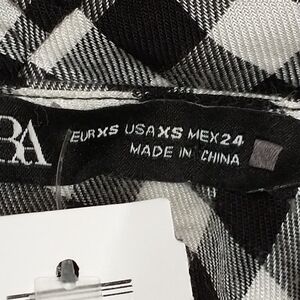 RA
EUR XS USA XS MEX 24
MADE IN CHINA